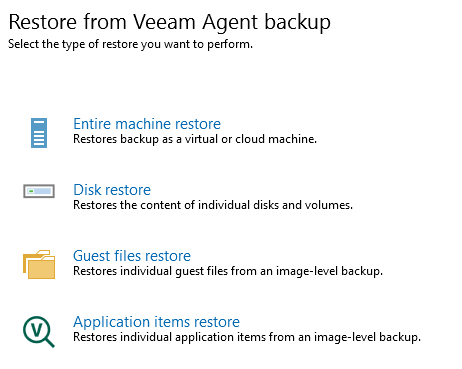 Restore from Veeam Agent backup
Select the type of restore you want to perform.
Entire machine restore
Restores backup as a virtual or cloud machine.
Disk restore
Restores the content of individual disks and volumes.
Guest files restore
Restores individual guest files from an image-level backup.
V
Application items restore
Restores individual application items from an image-level backup.